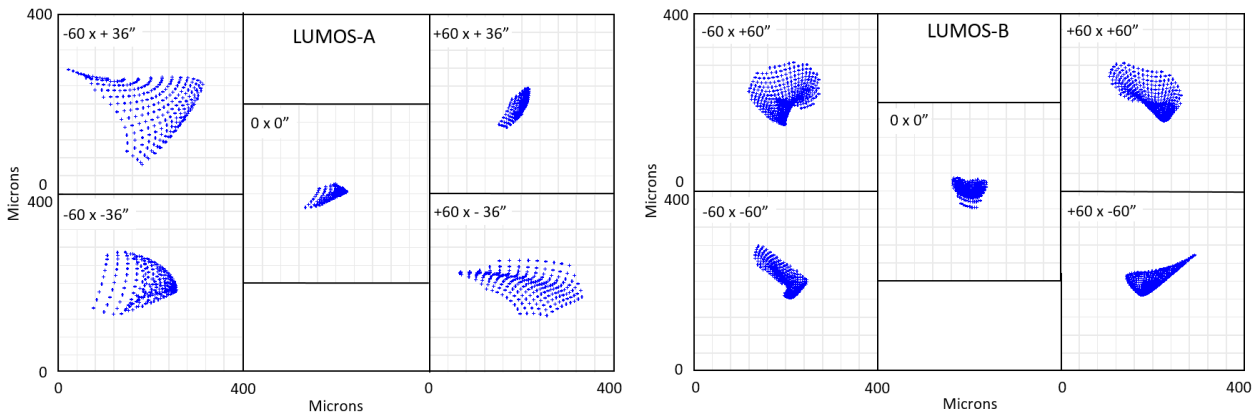 400
-60 x + 36”
LUMOS-A
+60 x + 36”
0 x 0”
0
400
-60 x -36”
+60 x - 36”
Microns
0
0
400
0
400
Microns
400
-60 x +60”
LUMOS-B
+60 x +60”
0 x 0”
0
400
-60 x -60”
+60 x -60”
Microns
0
0
400
0
400
Microns